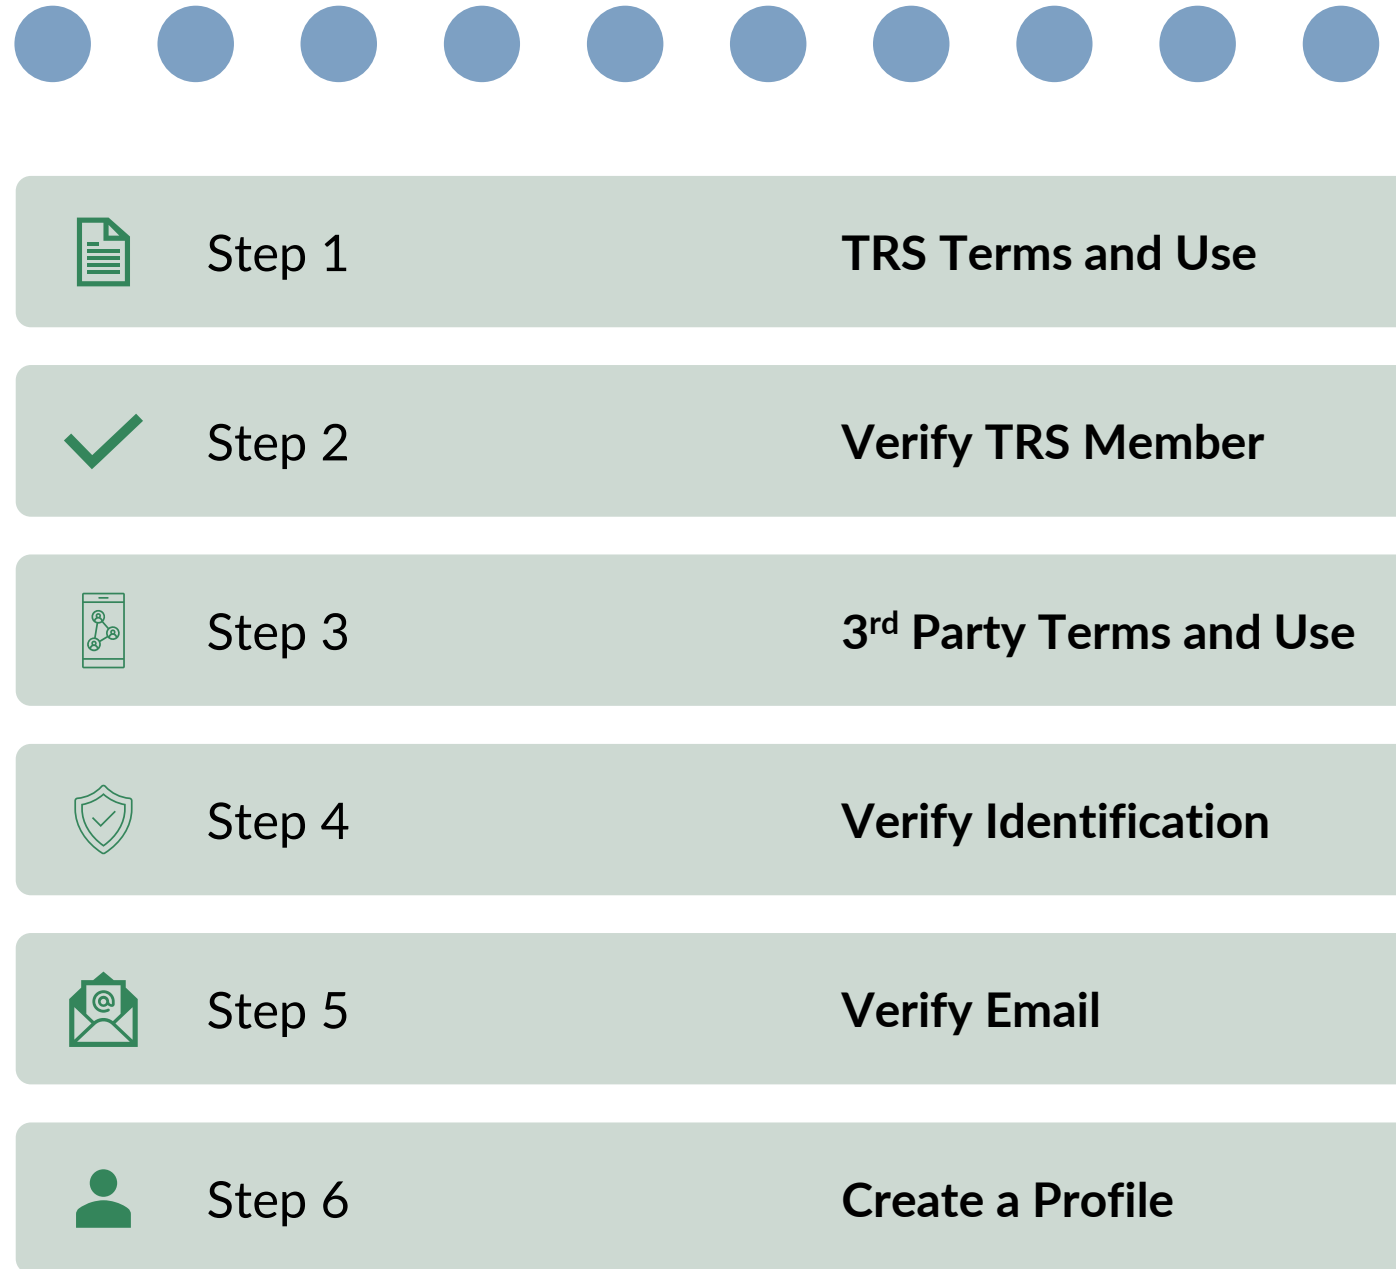 Step 1 TRS Terms and Use
Step 2 Verify TRS Member
Step 3 3rd Party Terms and Use
Step 4 Verify Identification
Step 5 Verify Email
Step 6 Create a Profile